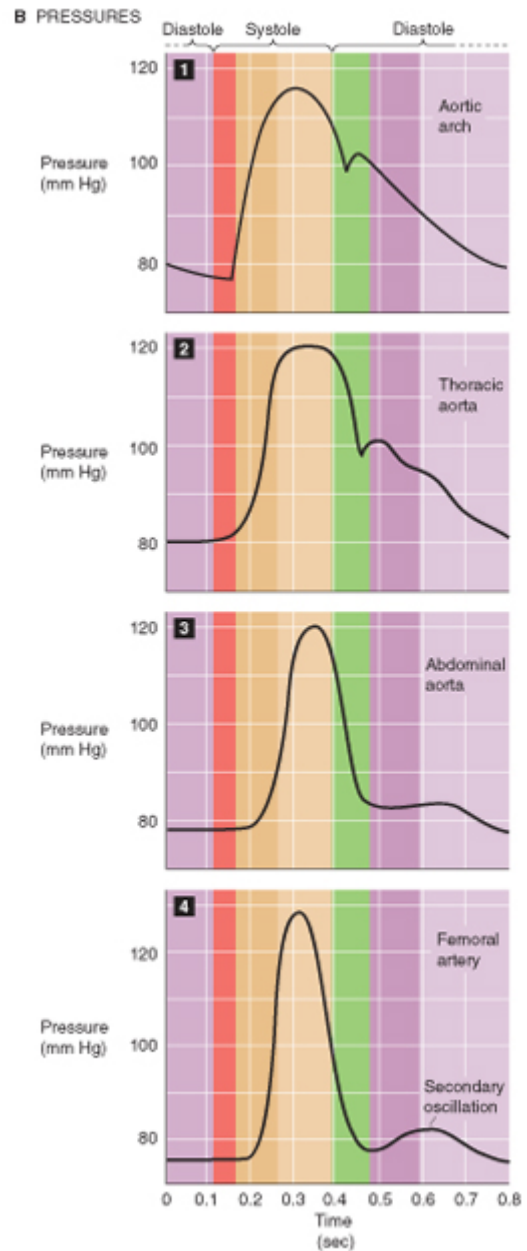 B PRESSURES
Diastole Systole Diastole
1
120
100
80
Pressure
(mm Hg)
Aortic
arch
2
120
100
80
Pressure
(mm Hg)
Thoracic
aorta
3
120
100
80
Pressure
(mm Hg)
Abdominal
aorta
4
120
100
80
Pressure
(mm Hg)
Femoral
artery
Secondary
oscillation
0 0.1 0.2 0.3 0.4 0.5 0.6 0.7 0.8
Time
(sec)